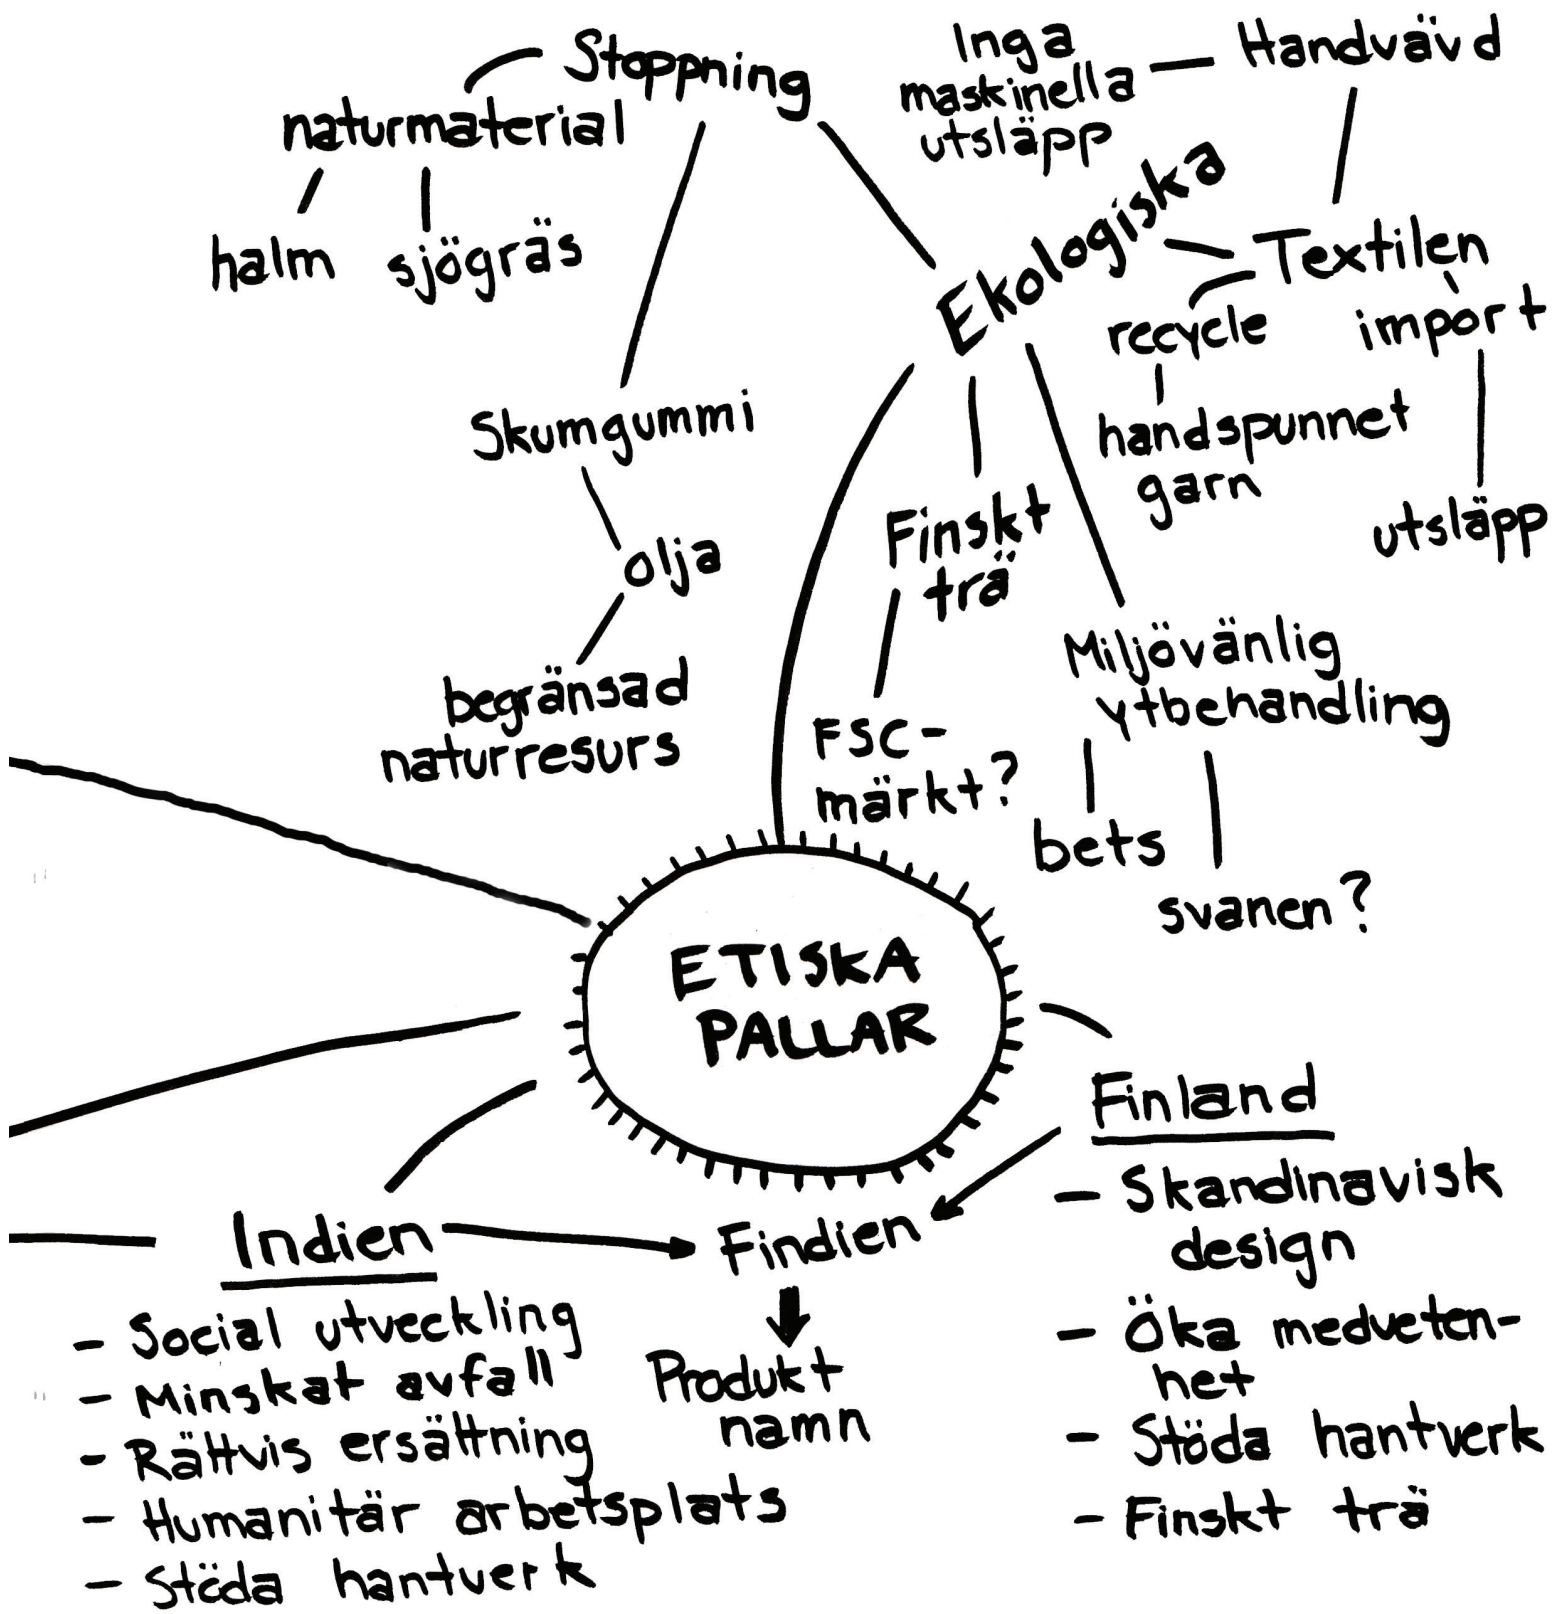 Stoppning
naturmaterial
halm
sjögräs
Skumgummi
olja
begränsad
naturresurs
Inga
maskinella
utsläpp
Handvävd
Ekologiska
Textilen
recycle
import
handspunnet
garn
utsläpp
Finskt
trä
FSC-
märkt?
Miljövänlig
ytbehandling
bets
svanen?
ETISKA
PALLAR
Indien
- Social utveckling
- Minskat avfall
- Rättvis ersättning
- Humanitär arbetsplats
- Stöda hantverk
Findien
Produkt
namn
Finland
- Skandinavisk
design
- Öka medveten-
het
- Stöda hantverk
- Finskt trä